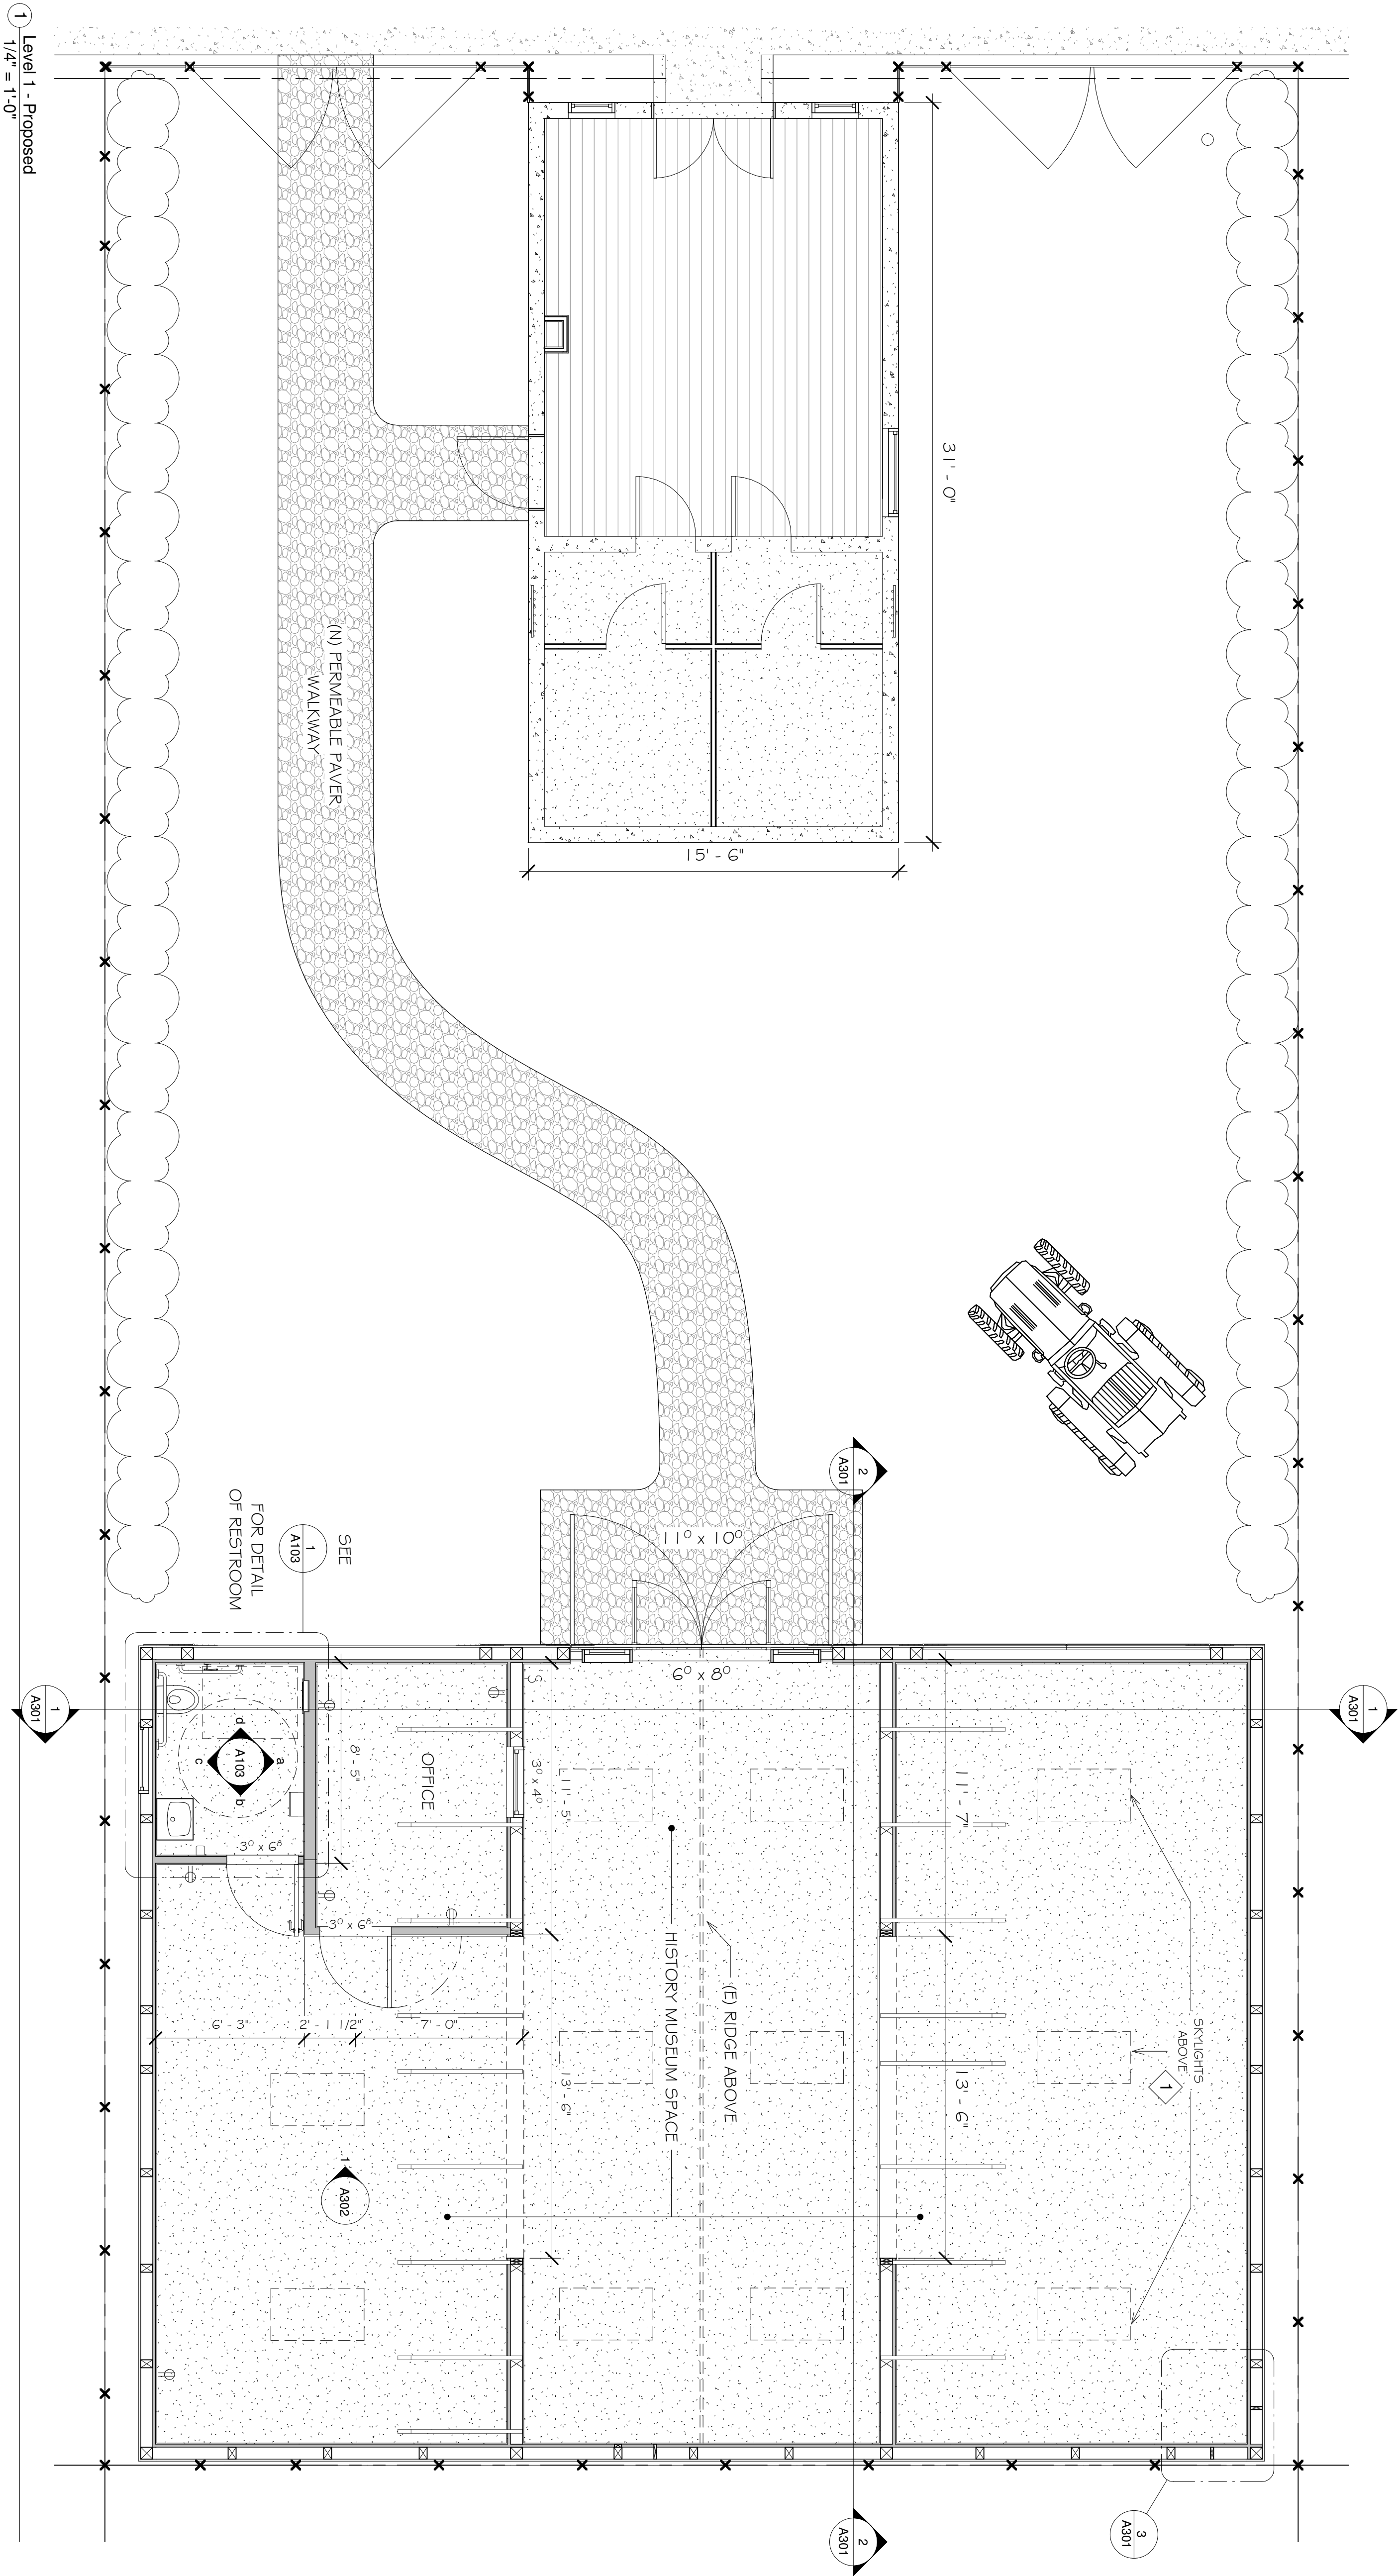 1
Level 1 - Proposed
1/4" = 1'-0"
31' - 0"
15' - 6"
(N) PERMEABLE PAVER
WALKWAY
2
A301
11⁰ x 10⁰
SEE
1
A103
FOR DETAIL
OF RESTROOM
1
A301
1
A301
6⁰ x 8⁰
S
OFFICE
8' - 5"
3⁰ x 4⁰
11' - 5"
11' - 7"
a
b
c
d
A103
3⁰ x 6⁸
3⁰ x 6⁸
6' - 3"
2' - 1 1/2"
7' - 0"
13' - 6"
13' - 6"
HISTORY MUSEUM SPACE
(E) RIDGE ABOVE
SKYLIGHTS
ABOVE
1
1
A302
2
A301
3
A301